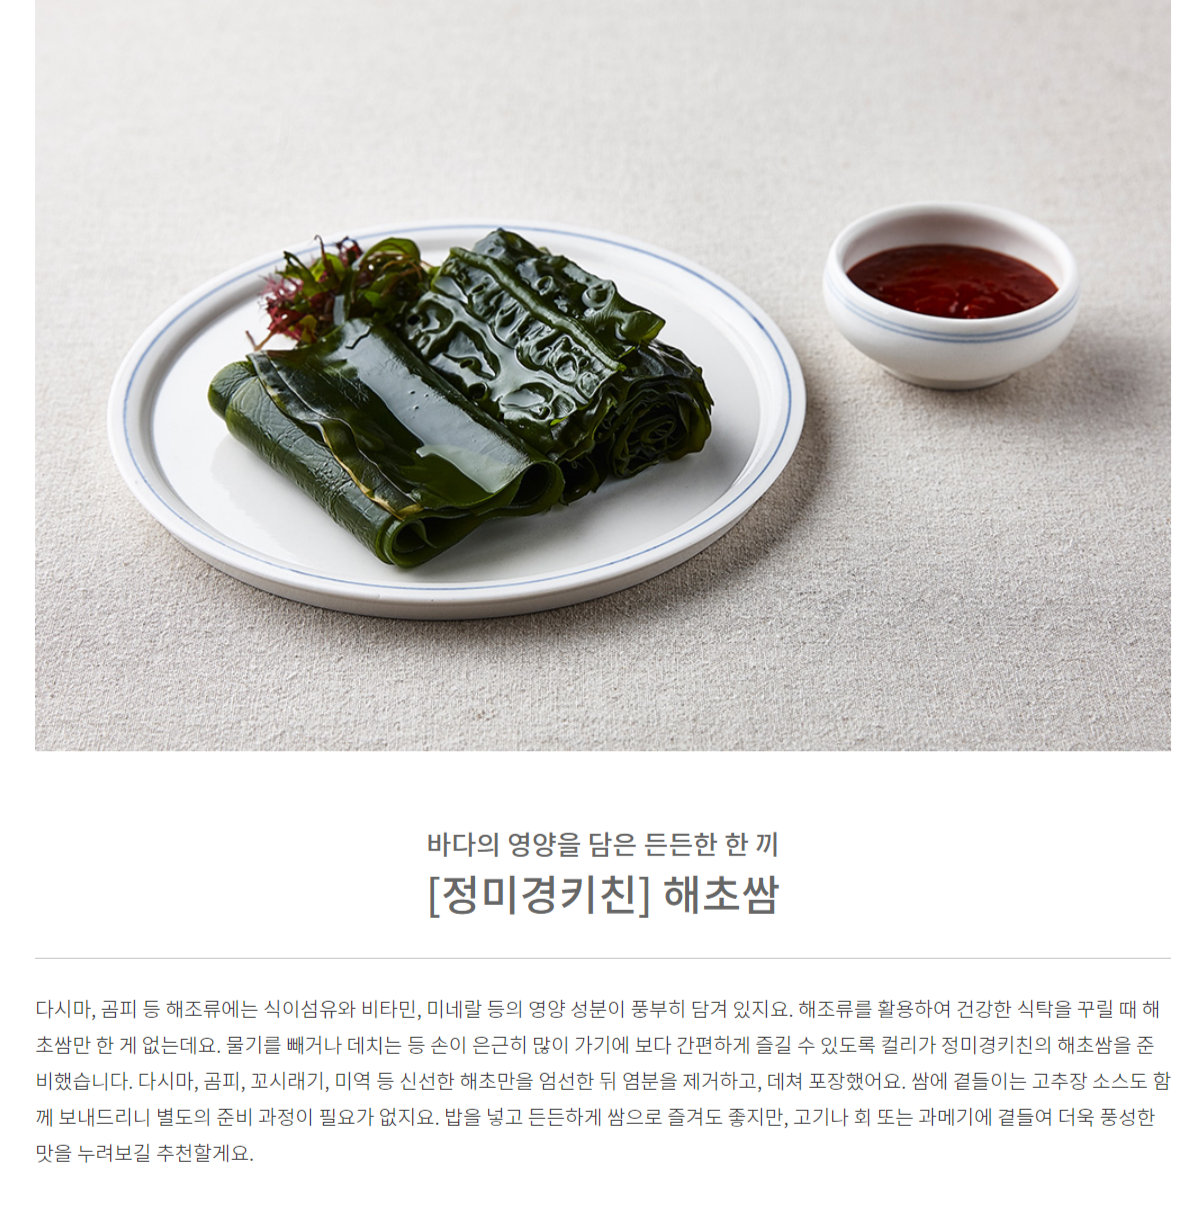 바다의 영양을 담은 든든한 한 끼
[정미경키친] 해초쌈
다시마, 곰피 등 해조류에는 식이섬유와 비타민, 미네랄 등의 영양 성분이 풍부히 담겨 있지요. 해조류를 활용하여 건강한 식탁을 꾸릴 때 해
초쌈만 한 게 없는데요. 물기를 빼거나 데치는 등 손이 은근히 많이 가기에 보다 간편하게 즐길 수 있도록 컬리가 정미경키친의 해초쌈을 준
비했습니다. 다시마, 곰피, 꼬시래기, 미역 등 신선한 해초만을 엄선한 뒤 염분을 제거하고, 데쳐 포장했어요. 쌈에 곁들이는 고추장 소스도 함
께 보내드리니 별도의 준비 과정이 필요가 없지요. 밥을 넣고 든든하게 쌈으로 즐겨도 좋지만, 고기나 회 또는 과메기에 곁들여 더욱 풍성한
맛을 누려보길 추천할게요.